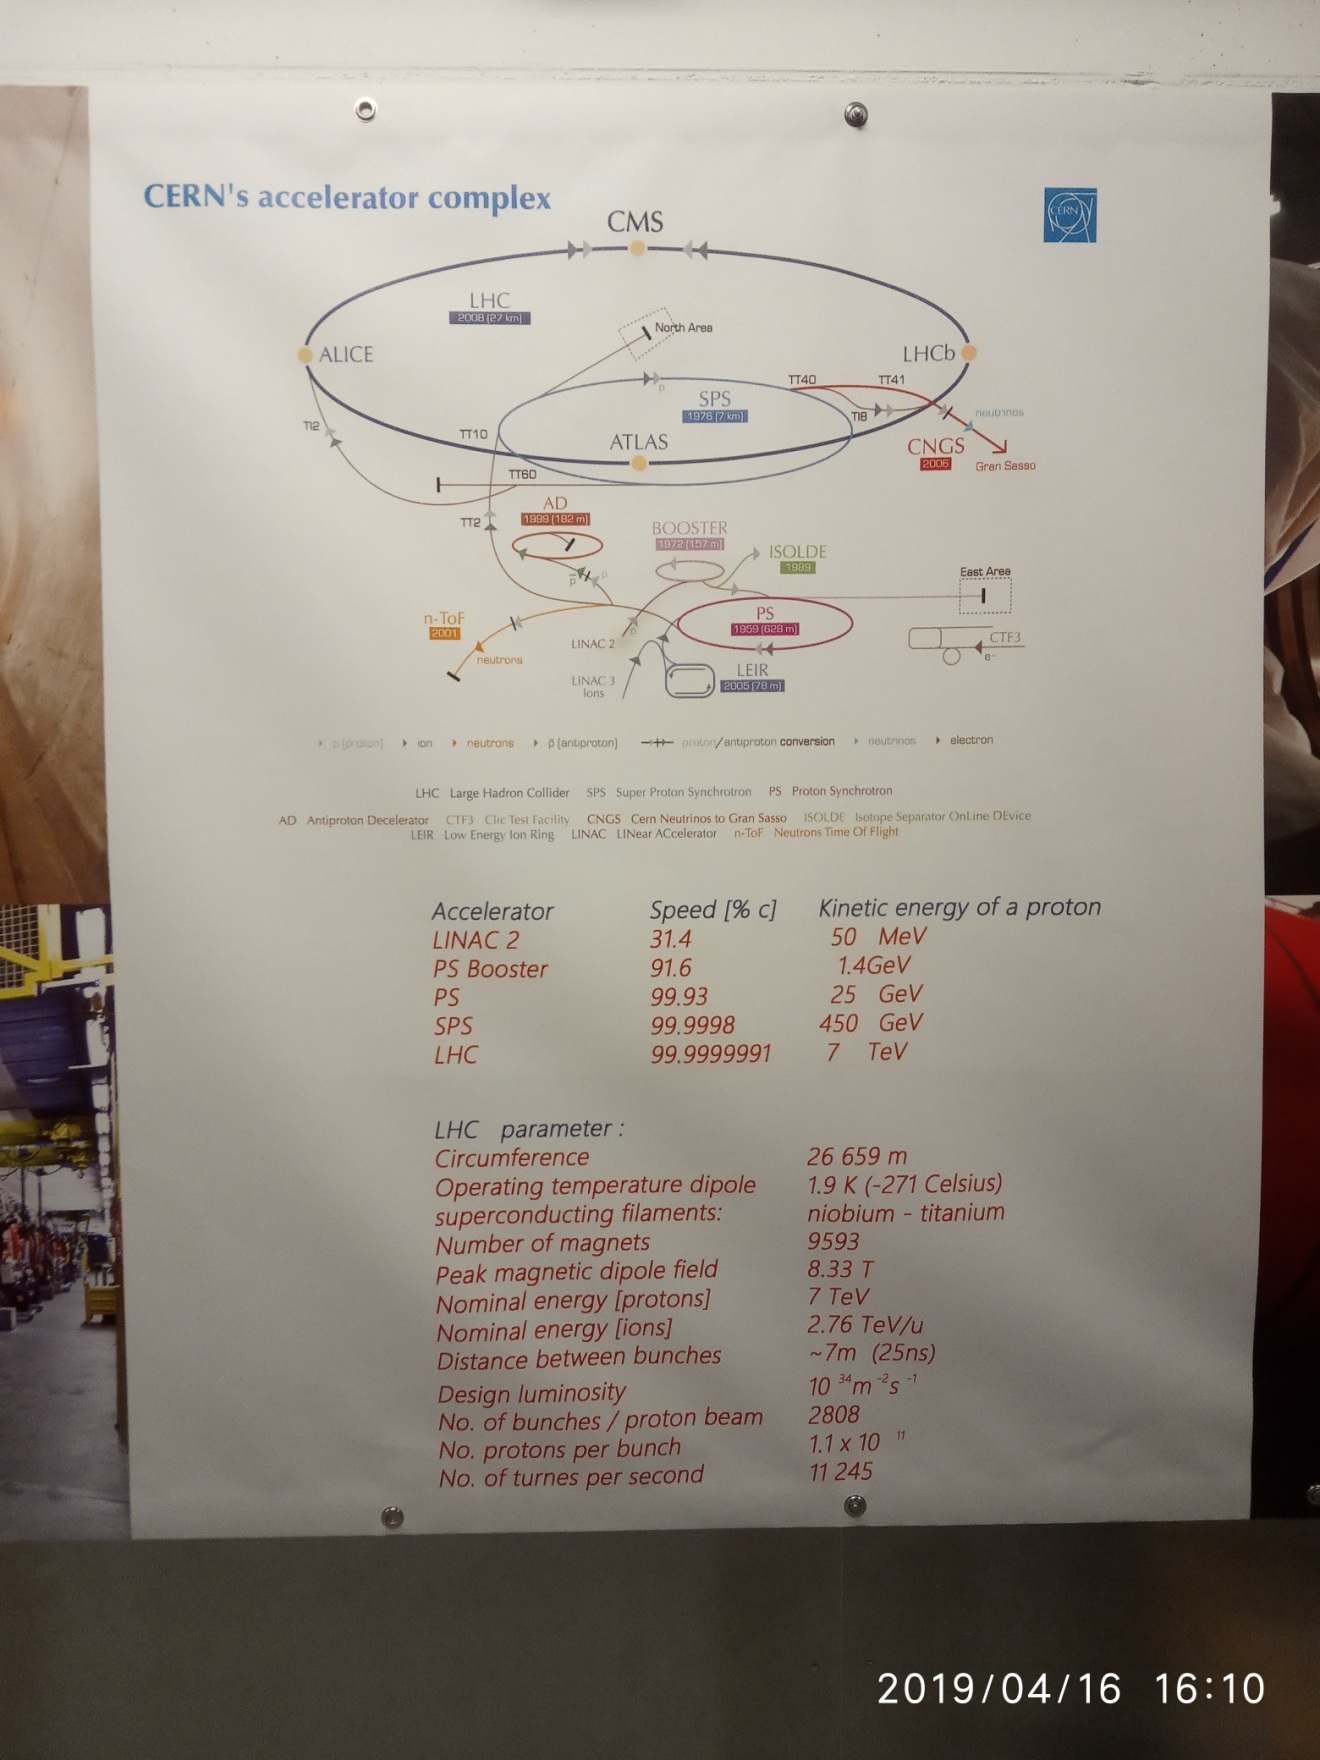 CERN's accelerator complex
CERN
CMS
LHC
2008 (27 km)
North Area
ALICE
LHCb
TT40
TT41
SPS
1976 (7 km)
p
TI8
neutrinos
TI2
TT10
ATLAS
CNGS
2006
Gran Sasso
TT60
AD
1999 (182 m)
TT2
BOOSTER
1972 (157 m)
ISOLDE
1989
East Area
p̅ p
n-ToF
2001
PS
1959 (628 m)
p
LINAC 2
CTF3
e-
neutrons
LEIR
2005 (78 m)
LINAC 3
Ions
p (proton) ion neutrons p̅ (antiproton) proton/antiproton conversion neutrinos electron
LHC Large Hadron Collider SPS Super Proton Synchrotron PS Proton Synchrotron
AD Antiproton Decelerator CTF3 Clic Test Facility CNGS Cern Neutrinos to Gran Sasso ISOLDE Isotope Separator OnLine DEvice
LEIR Low Energy Ion Ring LINAC LINear ACcelerator n-ToF Neutrons Time Of Flight
Accelerator Speed [% c] Kinetic energy of a proton
LINAC 2 31.4 50 MeV
PS Booster 91.6 1.4GeV
PS 99.93 25 GeV
SPS 99.9998 450 GeV
LHC 99.9999991 7 TeV
LHC parameter :
Circumference 26 659 m
Operating temperature dipole 1.9 K (-271 Celsius)
superconducting filaments: niobium - titanium
Number of magnets 9593
Peak magnetic dipole field 8.33 T
Nominal energy [protons] 7 TeV
Nominal energy [ions] 2.76 TeV/u
Distance between bunches ~7m (25ns)
Design luminosity 10 ³⁴m ⁻²s ⁻¹
No. of bunches / proton beam 2808
No. protons per bunch 1.1 x 10 ¹¹
No. of turnes per second 11 245
2019/04/16 16:10